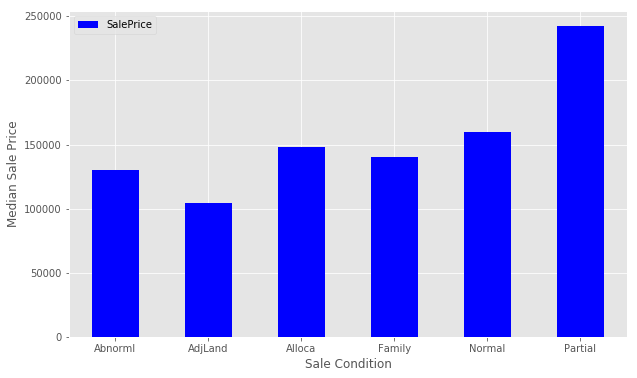 SalePrice
250000
200000
150000
100000
50000
0
Median Sale Price
Abnorml AdjLand Alloca Family Normal Partial
Sale Condition